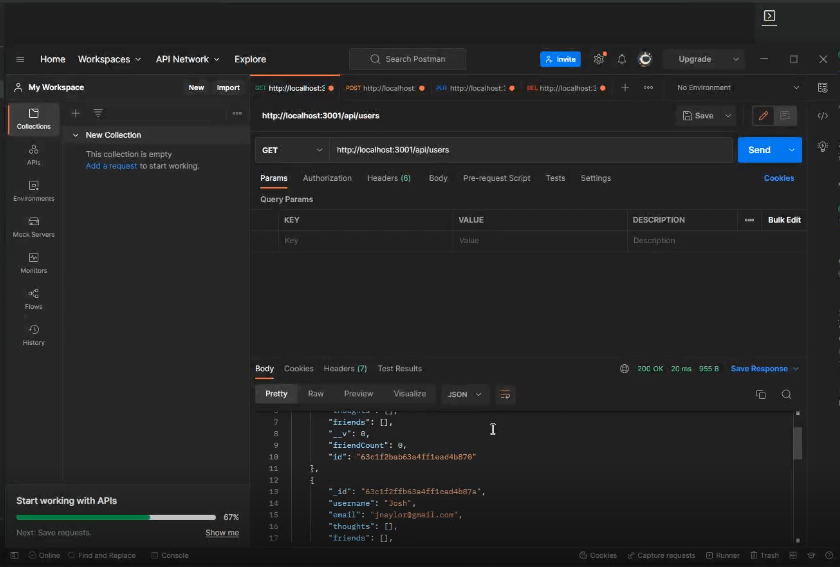 Home Workspaces API Network Explore Search Postman Invite Upgrade
My Workspace New Import GET http://localhost:3 POST http://localhost: PUT http://localhost: DEL http://localhost:3 No Environment
http://localhost:3001/api/users Save
Collections
New Collection
This collection is empty
Add a request to start working.
GET http://localhost:3001/api/users Send
APIs
Params Authorization Headers (6) Body Pre-request Script Tests Settings Cookies
Environments
Query Params
KEY VALUE DESCRIPTION Bulk Edit
Mock Servers
Key Value Description
Monitors
Flows
History
Body Cookies Headers (7) Test Results 200 OK 20 ms 955 B Save Response
Pretty Raw Preview Visualize JSON
6 "thoughts": [],
7 "friends": [],
8 "__v": 0,
9 "friendCount": 0,
10 "id": "63c1f2bab63a4ff1ead4b870"
11 },
12 {
13 "_id": "63c1f2ffb63a4ff1ead4b87a",
14 "username": "Josh",
15 "email": "jnaylor@gmail.com",
16 "thoughts": [],
17 "friends": [],
Start working with APIs
67%
Next: Save requests. Show me
Online Find and Replace Console Cookies Capture requests Runner Trash